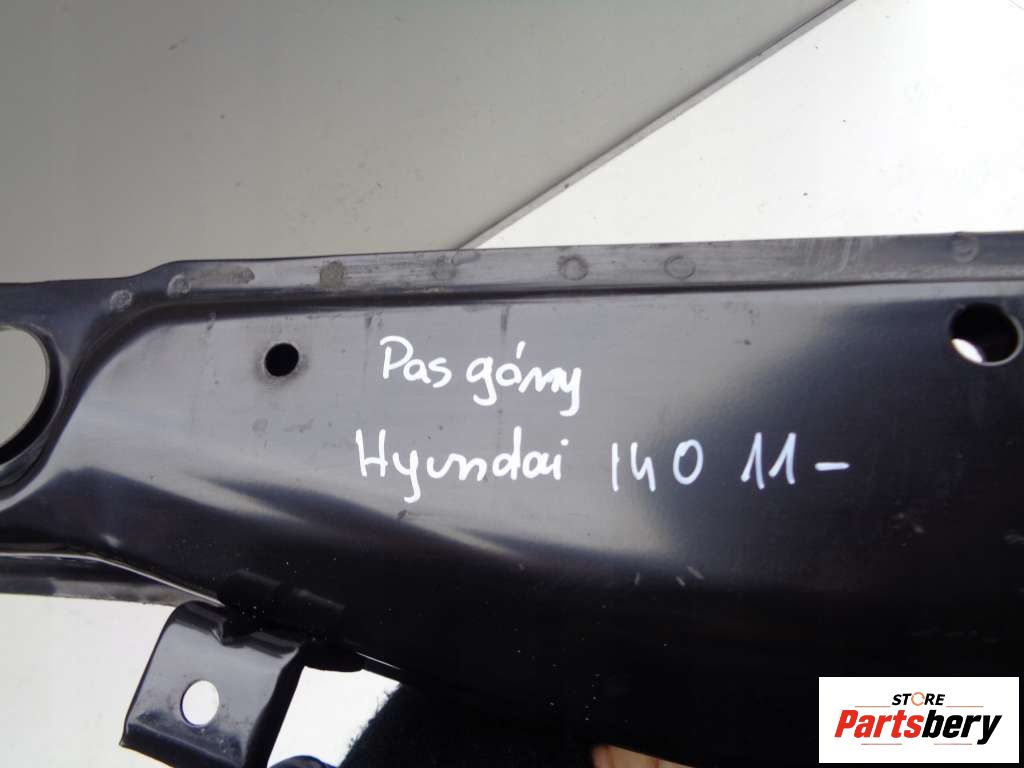 Pas górny
Hyundai I40 11-
STORE
Partsbery